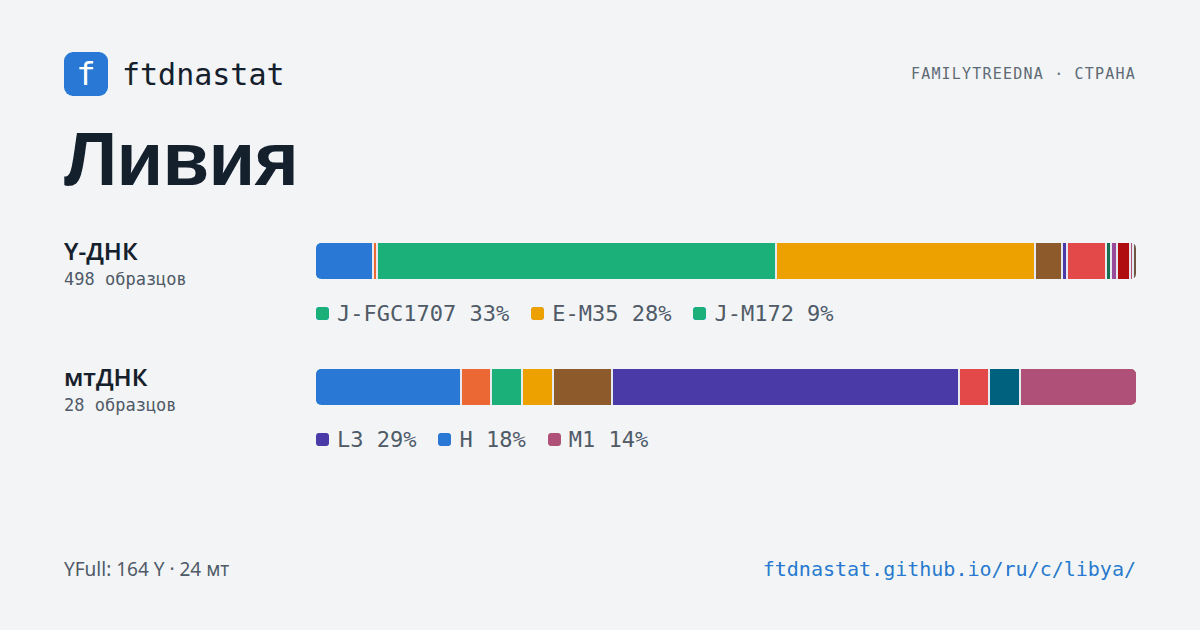 f ftdnastat
FAMILYTREEDNA · СТРАНА
Ливия
Y-ДНК
498 образцов
J-FGC1707 33% E-M35 28% J-M172 9%
мтДНК
28 образцов
L3 29% H 18% M1 14%
YFull: 164 Y · 24 мт
ftdnastat.github.io/ru/c/libya/